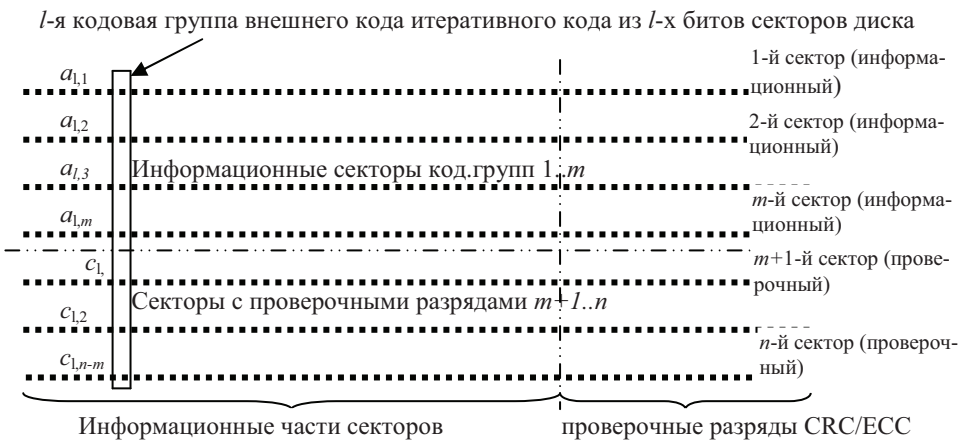 l-я кодовая группа внешнего кода итеративного кода из l-х битов секторов диска
a1,1
1-й сектор (информа-
ционный)
a1,2
2-й сектор (информа-
ционный)
al,3
Информационные секторы код.групп 1..m
a1,m
m-й сектор (информа-
ционный)
c1,
m+1-й сектор (прове-
рочный)
Секторы с проверочными разрядами m+1..n
c1,2
c1,n-m
n-й сектор (провероч-
ный)
Информационные части секторов
проверочные разряды CRC/ECC